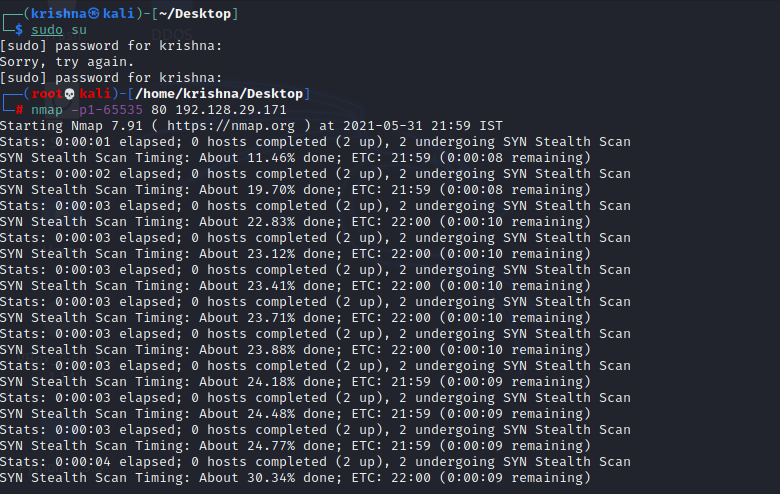 (krishna㉿kali)-[~/Desktop]
$ sudo su
[sudo] password for krishna:
Sorry, try again.
[sudo] password for krishna:
(root💀kali)-[/home/krishna/Desktop]
# nmap -p1-65535 80 192.128.29.171
Starting Nmap 7.91 ( https://nmap.org ) at 2021-05-31 21:59 IST
Stats: 0:00:01 elapsed; 0 hosts completed (2 up), 2 undergoing SYN Stealth Scan
SYN Stealth Scan Timing: About 11.46% done; ETC: 21:59 (0:00:08 remaining)
Stats: 0:00:02 elapsed; 0 hosts completed (2 up), 2 undergoing SYN Stealth Scan
SYN Stealth Scan Timing: About 19.70% done; ETC: 21:59 (0:00:08 remaining)
Stats: 0:00:03 elapsed; 0 hosts completed (2 up), 2 undergoing SYN Stealth Scan
SYN Stealth Scan Timing: About 22.83% done; ETC: 22:00 (0:00:10 remaining)
Stats: 0:00:03 elapsed; 0 hosts completed (2 up), 2 undergoing SYN Stealth Scan
SYN Stealth Scan Timing: About 23.12% done; ETC: 22:00 (0:00:10 remaining)
Stats: 0:00:03 elapsed; 0 hosts completed (2 up), 2 undergoing SYN Stealth Scan
SYN Stealth Scan Timing: About 23.41% done; ETC: 22:00 (0:00:10 remaining)
Stats: 0:00:03 elapsed; 0 hosts completed (2 up), 2 undergoing SYN Stealth Scan
SYN Stealth Scan Timing: About 23.71% done; ETC: 22:00 (0:00:10 remaining)
Stats: 0:00:03 elapsed; 0 hosts completed (2 up), 2 undergoing SYN Stealth Scan
SYN Stealth Scan Timing: About 23.88% done; ETC: 22:00 (0:00:10 remaining)
Stats: 0:00:03 elapsed; 0 hosts completed (2 up), 2 undergoing SYN Stealth Scan
SYN Stealth Scan Timing: About 24.18% done; ETC: 21:59 (0:00:09 remaining)
Stats: 0:00:03 elapsed; 0 hosts completed (2 up), 2 undergoing SYN Stealth Scan
SYN Stealth Scan Timing: About 24.48% done; ETC: 21:59 (0:00:09 remaining)
Stats: 0:00:03 elapsed; 0 hosts completed (2 up), 2 undergoing SYN Stealth Scan
SYN Stealth Scan Timing: About 24.77% done; ETC: 21:59 (0:00:09 remaining)
Stats: 0:00:04 elapsed; 0 hosts completed (2 up), 2 undergoing SYN Stealth Scan
SYN Stealth Scan Timing: About 30.34% done; ETC: 22:00 (0:00:09 remaining)